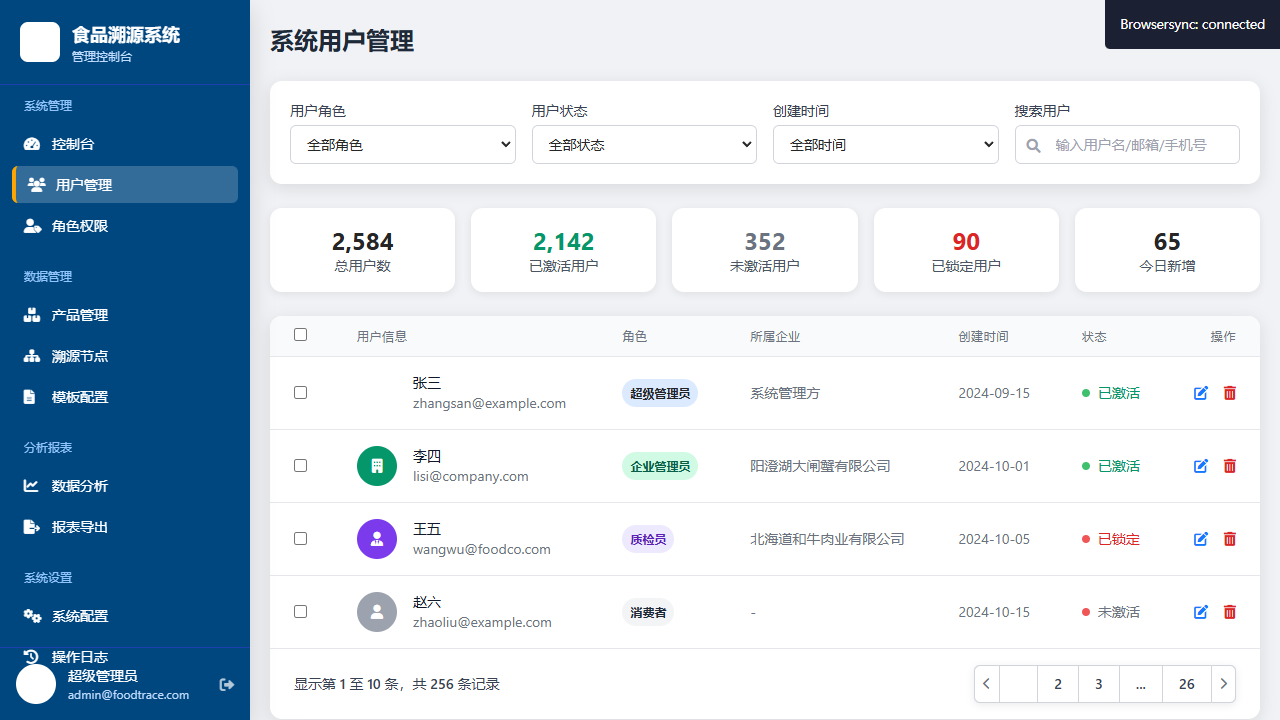 食品溯源系统
管理控制台
系统管理
控制台
用户管理
角色权限
数据管理
产品管理
溯源节点
模板配置
分析报表
数据分析
报表导出
系统设置
系统配置
操作日志
超级管理员
admin@foodtrace.com
系统用户管理
Browsersync: connected
用户角色 用户状态 创建时间 搜索用户
全部角色 全部状态 全部时间 输入用户名/邮箱/手机号
2,584 2,142 352 90 65
总用户数 已激活用户 未激活用户 已锁定用户 今日新增
用户信息 角色 所属企业 创建时间 状态 操作
张三
zhangsan@example.com 超级管理员 系统管理方 2024-09-15 已激活
李四
lisi@company.com 企业管理员 阳澄湖大闸蟹有限公司 2024-10-01 已激活
王五
wangwu@foodco.com 质检员 北海道和牛肉业有限公司 2024-10-05 已锁定
赵六
zhaoliu@example.com 消费者 - 2024-10-15 未激活
显示第 1 至 10 条，共 256 条记录 2 3 ... 26